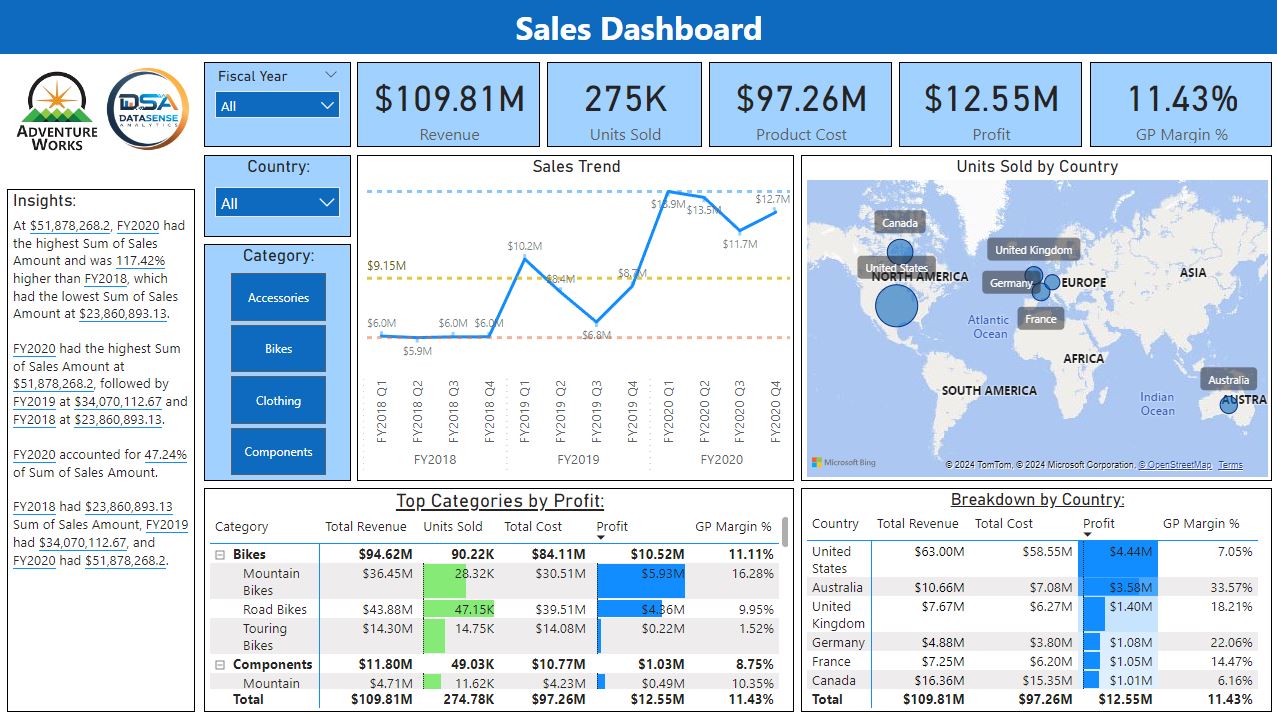 Sales Dashboard
ADVENTURE
WORKS
DSA
DATASENSE
ANALYTICS
Fiscal Year
All
$109.81M
Revenue
275K
Units Sold
$97.26M
Product Cost
$12.55M
Profit
11.43%
GP Margin %
Insights:
At $51,878,268.2, FY2020 had
the highest Sum of Sales
Amount and was 117.42%
higher than FY2018, which
had the lowest Sum of Sales
Amount at $23,860,893.13.
FY2020 had the highest Sum
of Sales Amount at
$51,878,268.2, followed by
FY2019 at $34,070,112.67 and
FY2018 at $23,860,893.13.
FY2020 accounted for 47.24%
of Sum of Sales Amount.
FY2018 had $23,860,893.13
Sum of Sales Amount, FY2019
had $34,070,112.67, and
FY2020 had $51,878,268.2.
Country:
All
Category:
Accessories
Bikes
Clothing
Components
Sales Trend
$9.15M
$6.0M
$5.9M
$6.0M
$6.0M
$10.2M
$8.4M
$6.8M
$8.7M
$13.9M
$13.5M
$11.7M
$12.7M
FY2018 Q1
FY2018 Q2
FY2018 Q3
FY2018 Q4
FY2019 Q1
FY2019 Q2
FY2019 Q3
FY2019 Q4
FY2020 Q1
FY2020 Q2
FY2020 Q3
FY2020 Q4
FY2018
FY2019
FY2020
Units Sold by Country
Canada
United States
NORTH AMERICA
United Kingdom
Germany
EUROPE
ASIA
France
Atlantic
Ocean
AFRICA
SOUTH AMERICA
Indian
Ocean
Australia
AUSTRA
Microsoft Bing
© 2024 TomTom, © 2024 Microsoft Corporation, © OpenStreetMap Terms
Top Categories by Profit:
Category Total Revenue Units Sold Total Cost Profit GP Margin %
Bikes $94.62M 90.22K $84.11M $10.52M 11.11%
Mountain Bikes $36.45M 28.32K $30.51M $5.93M 16.28%
Road Bikes $43.88M 47.15K $39.51M $4.36M 9.95%
Touring Bikes $14.30M 14.75K $14.08M $0.22M 1.52%
Components $11.80M 49.03K $10.77M $1.03M 8.75%
Mountain $4.71M 11.62K $4.23M $0.49M 10.35%
Total $109.81M 274.78K $97.26M $12.55M 11.43%
Breakdown by Country:
Country Total Revenue Total Cost Profit GP Margin %
United States $63.00M $58.55M $4.44M 7.05%
Australia $10.66M $7.08M $3.58M 33.57%
United Kingdom $7.67M $6.27M $1.40M 18.21%
Germany $4.88M $3.80M $1.08M 22.06%
France $7.25M $6.20M $1.05M 14.47%
Canada $16.36M $15.35M $1.01M 6.16%
Total $109.81M $97.26M $12.55M 11.43%